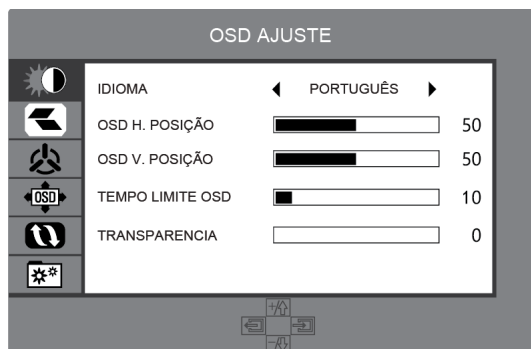 OSD AJUSTE
IDIOMA PORTUGUÊS
OSD H. POSIÇÃO 50
OSD V. POSIÇÃO 50
TEMPO LIMITE OSD 10
TRANSPARENCIA 0
OSD